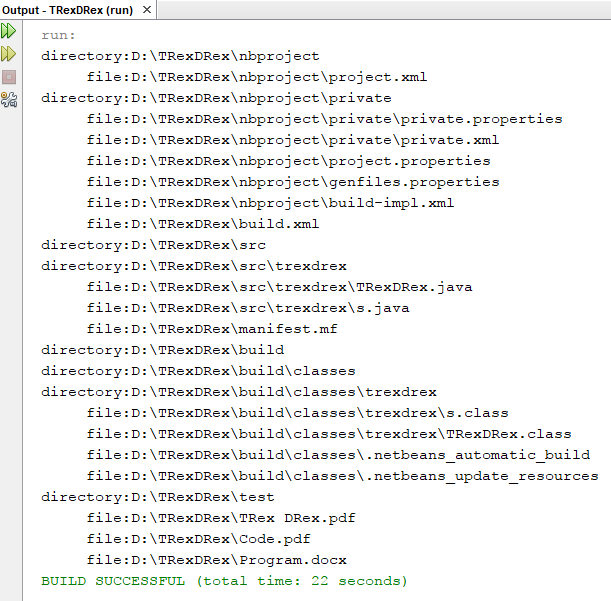 Output - TRexDRex (run)
run:
directory:D:\TRexDRex\nbproject
file:D:\TRexDRex\nbproject\project.xml
directory:D:\TRexDRex\nbproject\private
file:D:\TRexDRex\nbproject\private\private.properties
file:D:\TRexDRex\nbproject\private\private.xml
file:D:\TRexDRex\nbproject\project.properties
file:D:\TRexDRex\nbproject\genfiles.properties
file:D:\TRexDRex\nbproject\build-impl.xml
file:D:\TRexDRex\build.xml
directory:D:\TRexDRex\src
directory:D:\TRexDRex\src\trexdrex
file:D:\TRexDRex\src\trexdrex\TRexDRex.java
file:D:\TRexDRex\src\trexdrex\s.java
file:D:\TRexDRex\manifest.mf
directory:D:\TRexDRex\build
directory:D:\TRexDRex\build\classes
directory:D:\TRexDRex\build\classes\trexdrex
file:D:\TRexDRex\build\classes\trexdrex\s.class
file:D:\TRexDRex\build\classes\trexdrex\TRexDRex.class
file:D:\TRexDRex\build\classes\.netbeans_automatic_build
file:D:\TRexDRex\build\classes\.netbeans_update_resources
directory:D:\TRexDRex\test
file:D:\TRexDRex\TRex DRex.pdf
file:D:\TRexDRex\Code.pdf
file:D:\TRexDRex\Program.docx
BUILD SUCCESSFUL (total time: 22 seconds)